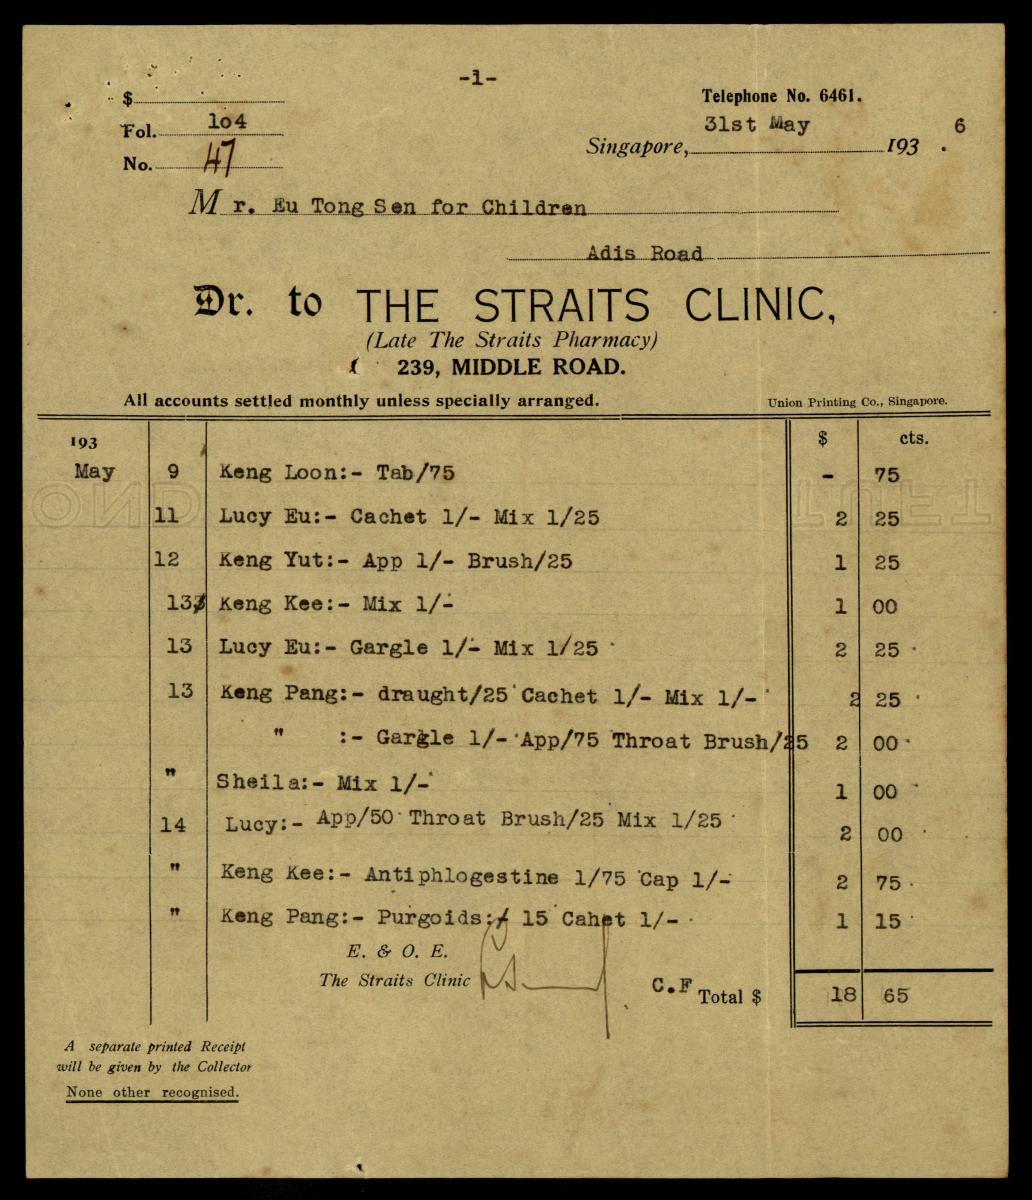 -1-
$
Telephone No. 6461.
Fol. 1o4
31st May
No. 47
Singapore, 193 6.
Mr. Eu Tong Sen for Children
Adis Road
Dr. to THE STRAITS CLINIC,
(Late The Straits Pharmacy)
239, MIDDLE ROAD.
All accounts settled monthly unless specially arranged. Union Printing Co., Singapore.
193 $ cts.
May 9 Keng Loon:- Tab/75 - 75
11 Lucy Eu:- Cachet 1/- Mix 1/25 2 25
12 Keng Yut:- App 1/- Brush/25 1 25
13 Keng Kee:- Mix 1/- 1 00
13 Lucy Eu:- Gargle 1/- Mix 1/25 2 25
13 Keng Pang:- draught/25 Cachet 1/- Mix 1/- 2 25
" :- Gargle 1/- App/75 Throat Brush/25 2 00
" Sheila:- Mix 1/- 1 00
14 Lucy:- App/50 Throat Brush/25 Mix 1/25 2 00
" Keng Kee:- Antiphlogestine 1/75 Cap 1/- 2 75
" Keng Pang:- Purgoids: 15 Cahet 1/- 1 15
E. & O. E.
The Straits Clinic C.F Total $ 18 65
A separate printed Receipt
will be given by the Collector
None other recognised.